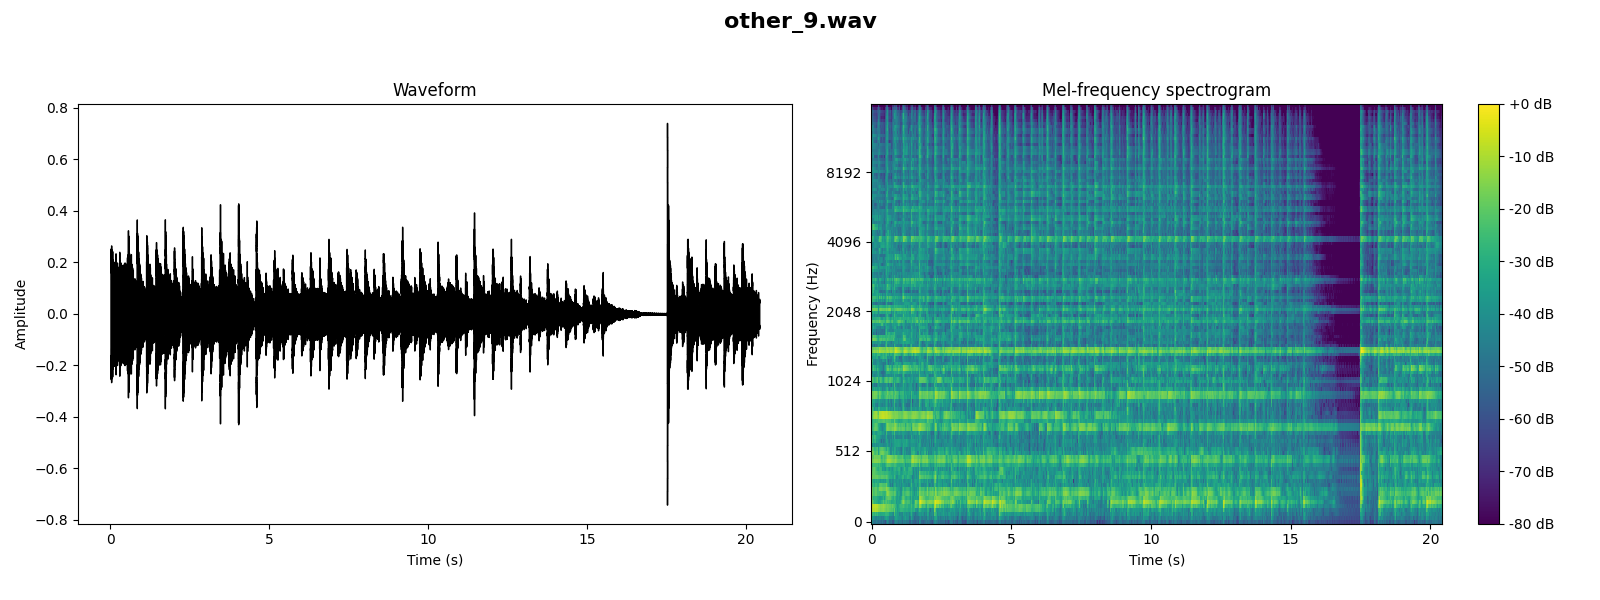 other_9.wav
Waveform
Mel-frequency spectrogram
0.8
0.6
0.4
0.2
0.0
−0.2
−0.4
−0.6
−0.8
Amplitude
0
5
10
15
20
Time (s)
8192
4096
2048
1024
512
0
Frequency (Hz)
0
5
10
15
20
Time (s)
+0 dB
-10 dB
-20 dB
-30 dB
-40 dB
-50 dB
-60 dB
-70 dB
-80 dB